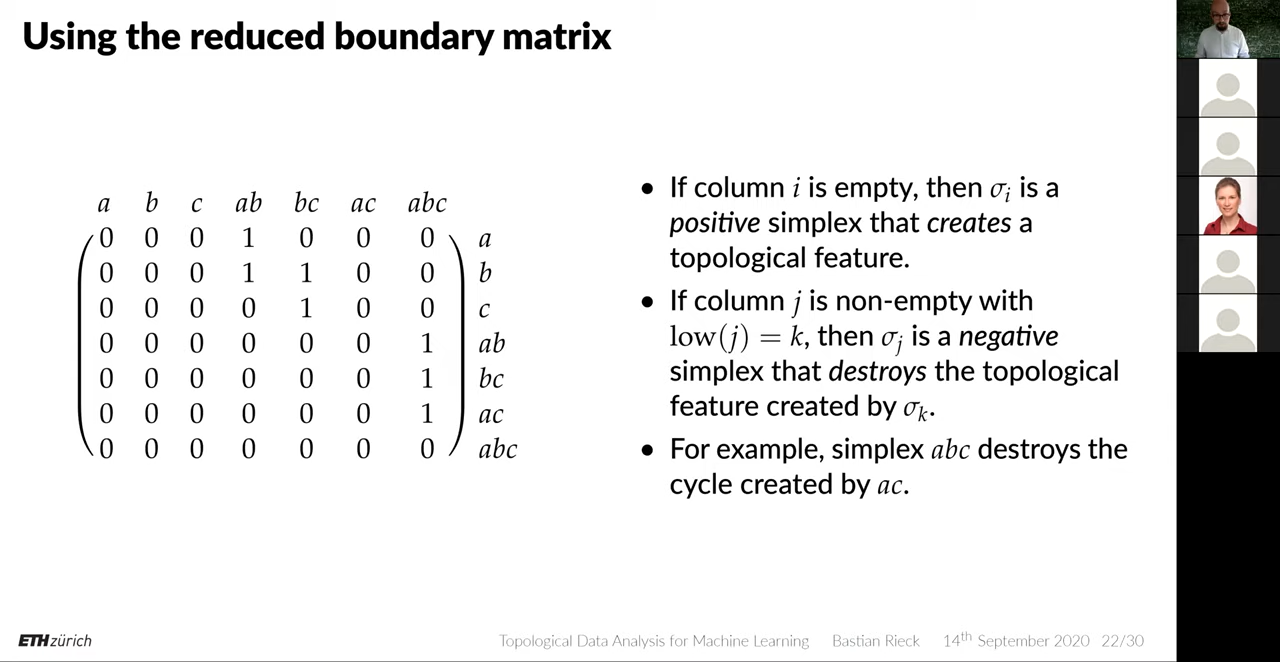 Using the reduced boundary matrix
a b c ab bc ac abc
0 0 0 1 0 0 0 a
0 0 0 1 1 0 0 b
0 0 0 0 1 0 0 c
0 0 0 0 0 0 1 ab
0 0 0 0 0 0 1 bc
0 0 0 0 0 0 1 ac
0 0 0 0 0 0 0 abc
• If column i is empty, then σᵢ is a
positive simplex that creates a
topological feature.
• If column j is non-empty with
low(j) = k, then σⱼ is a negative
simplex that destroys the topological
feature created by σₖ.
• For example, simplex abc destroys the
cycle created by ac.
ETH zürich
Topological Data Analysis for Machine Learning Bastian Rieck 14th September 2020 22/30